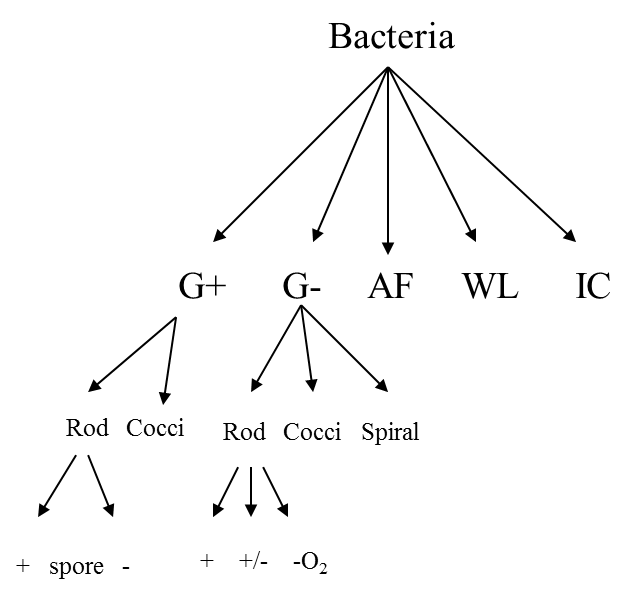 Bacteria
G+ G- AF WL IC
Rod Cocci Rod Cocci Spiral
+ spore - + +/- -O₂